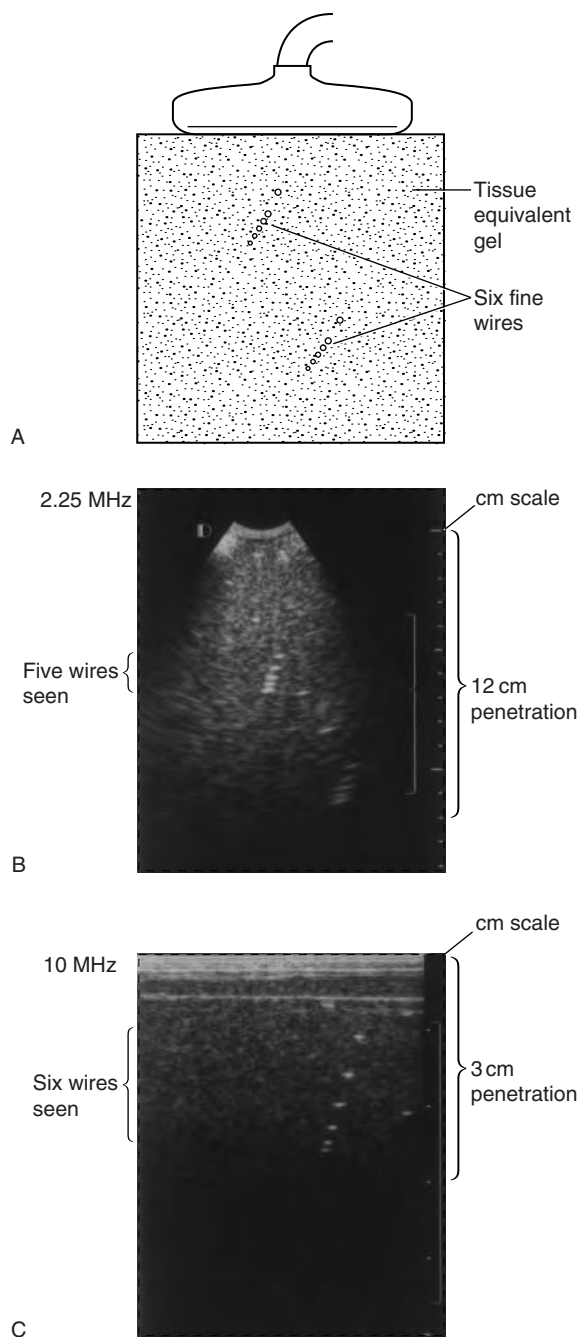 Tissue
equivalent
gel
Six fine
wires
A
2.25 MHz
cm scale
D
Five wires
seen
12 cm
penetration
B
cm scale
10 MHz
Six wires
seen
3 cm
penetration
C